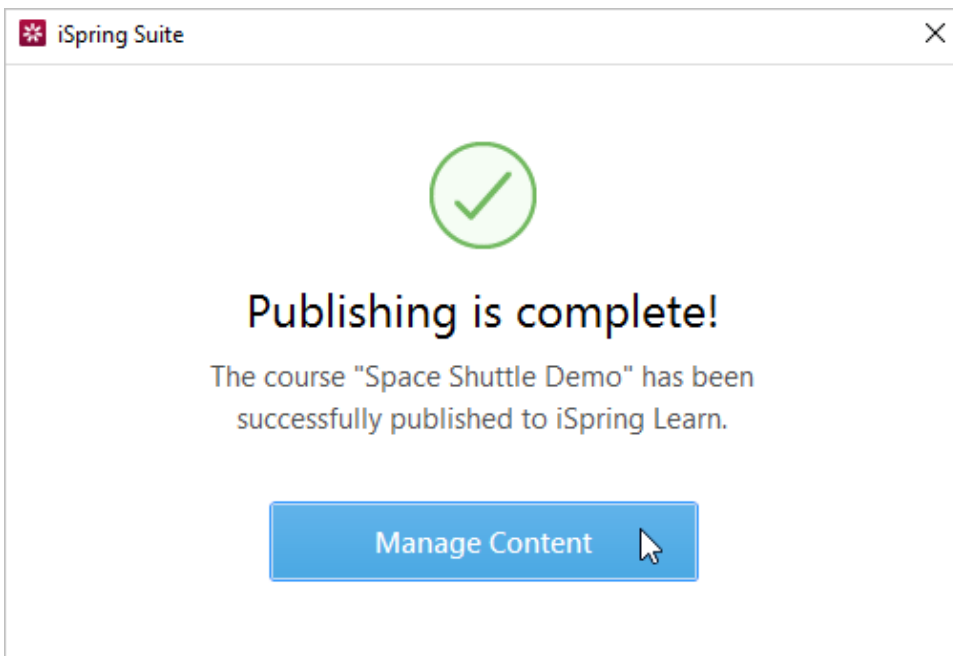 iSpring Suite
Publishing is complete!
The course "Space Shuttle Demo" has been
successfully published to iSpring Learn.
Manage Content